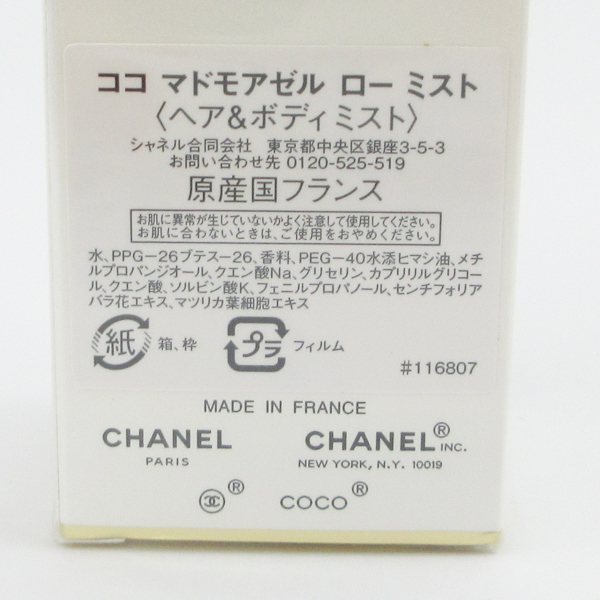 ココ マドモアゼル ロー ミスト
〈ヘア&ボディミスト〉
シャネル合同会社 東京都中央区銀座3-5-3
お問い合わせ先 0120-525-519
原産国フランス
お肌に異常が生じていないかよく注意して使用してください。
お肌に合わないときは、ご使用をおやめください。
水、PPG-26ブテス-26、香料、PEG-40水添ヒマシ油、メチ
ルプロパンジオール、クエン酸Na、グリセリン、カプリリルグリコー
ル、クエン酸、ソルビン酸K、フェニルプロパノール、センチフォリア
バラ花エキス、マツリカ葉細胞エキス
紙 箱、枠 プラ フィルム
#116807
MADE IN FRANCE
CHANEL CHANEL® INC.
PARIS NEW YORK, N.Y. 10019
® COCO®